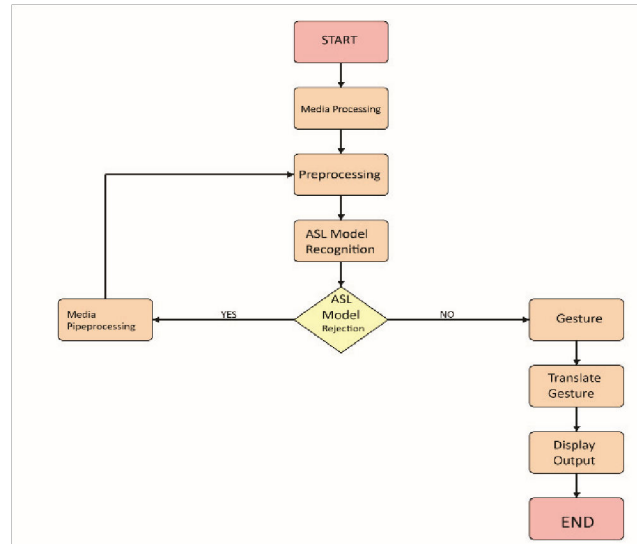 START
Media Processing
Preprocessing
ASL Model
Recognition
ASL
Model
Rejection
YES
NO
Media
Pipeprocessing
Gesture
Translate
Gesture
Display
Output
END